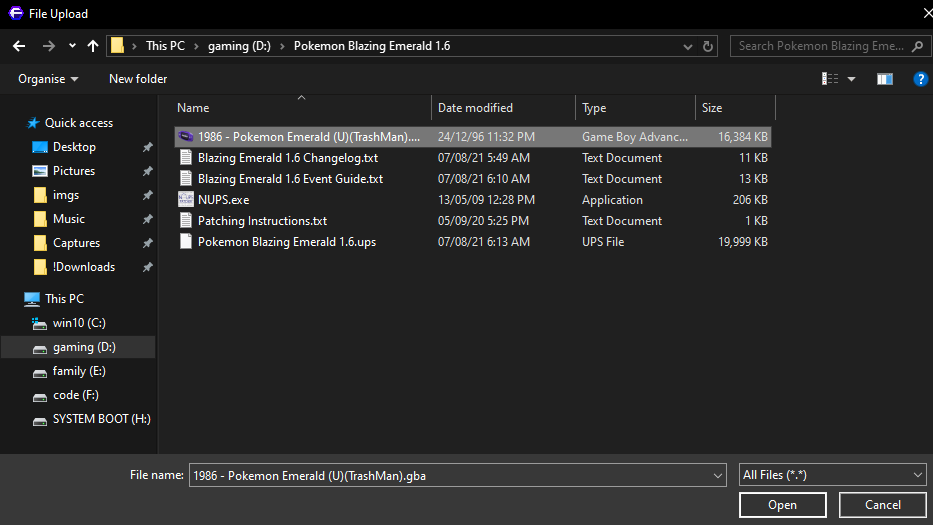 File Upload
This PC > gaming (D:) > Pokemon Blazing Emerald 1.6
Search Pokemon Blazing Eme...
Organise
New folder
?
Quick access
Desktop
Pictures
imgs
Music
Captures
!Downloads
This PC
win10 (C:)
gaming (D:)
family (E:)
code (F:)
SYSTEM BOOT (H:)
Name Date modified Type Size
1986 - Pokemon Emerald (U)(TrashMan).... 24/12/96 11:32 PM Game Boy Advanc... 16,384 KB
Blazing Emerald 1.6 Changelog.txt 07/08/21 5:49 AM Text Document 11 KB
Blazing Emerald 1.6 Event Guide.txt 07/08/21 6:10 AM Text Document 13 KB
NUPS.exe 13/05/09 12:28 PM Application 206 KB
Patching Instructions.txt 05/09/20 5:25 PM Text Document 1 KB
Pokemon Blazing Emerald 1.6.ups 07/08/21 6:13 AM UPS File 19,999 KB
File name: 1986 - Pokemon Emerald (U)(TrashMan).gba
All Files (*.*)
Open
Cancel